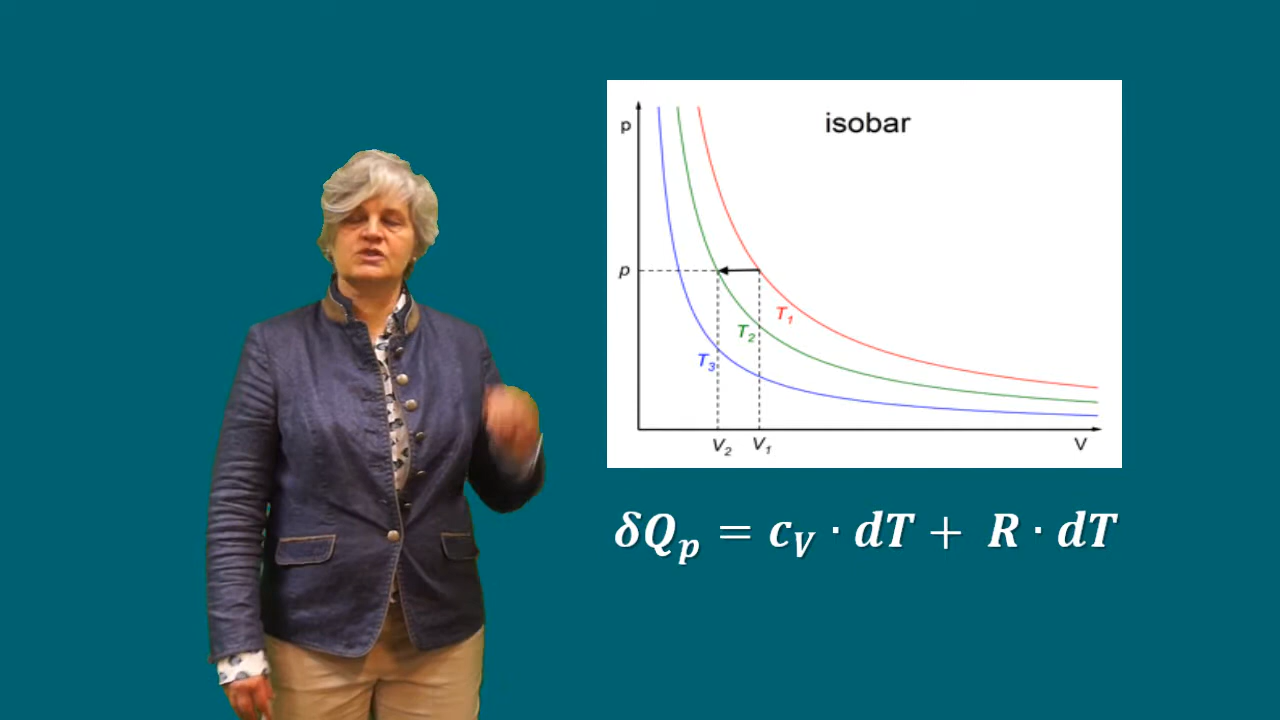 isobar
p
p
T₁
T₂
T₃
V₂ V₁ V
δQ_p = c_V · dT + R · dT